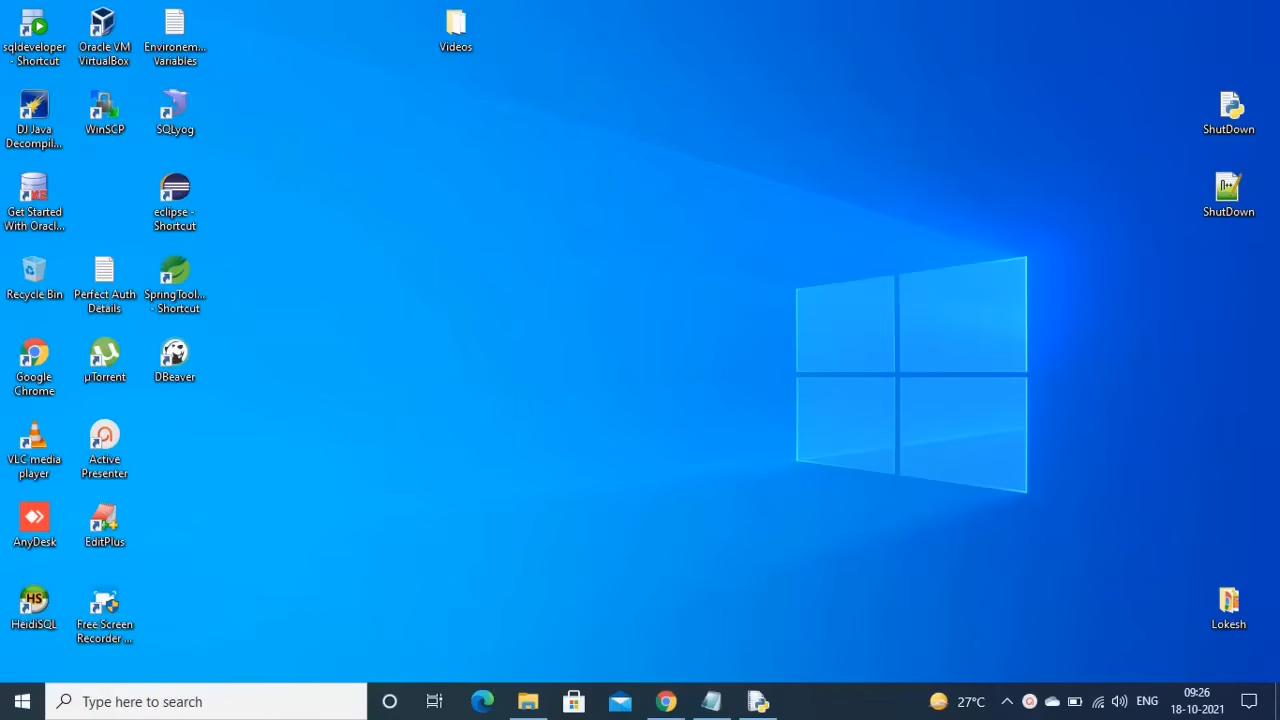 sqldeveloper
- Shortcut
Oracle VM
VirtualBox
Environem...
Variables
Videos
DJ Java
Decompil...
WinSCP
SQLyog
ShutDown
Get Started
With Oracl...
eclipse -
Shortcut
ShutDown
Recycle Bin
Perfect Auth
Details
SpringTool...
- Shortcut
Google
Chrome
µTorrent
DBeaver
VLC media
player
Active
Presenter
AnyDesk
EditPlus
HS
HeidiSQL
Free Screen
Recorder ...
Lokesh
Type here to search
27°C
ENG
09:26
18-10-2021